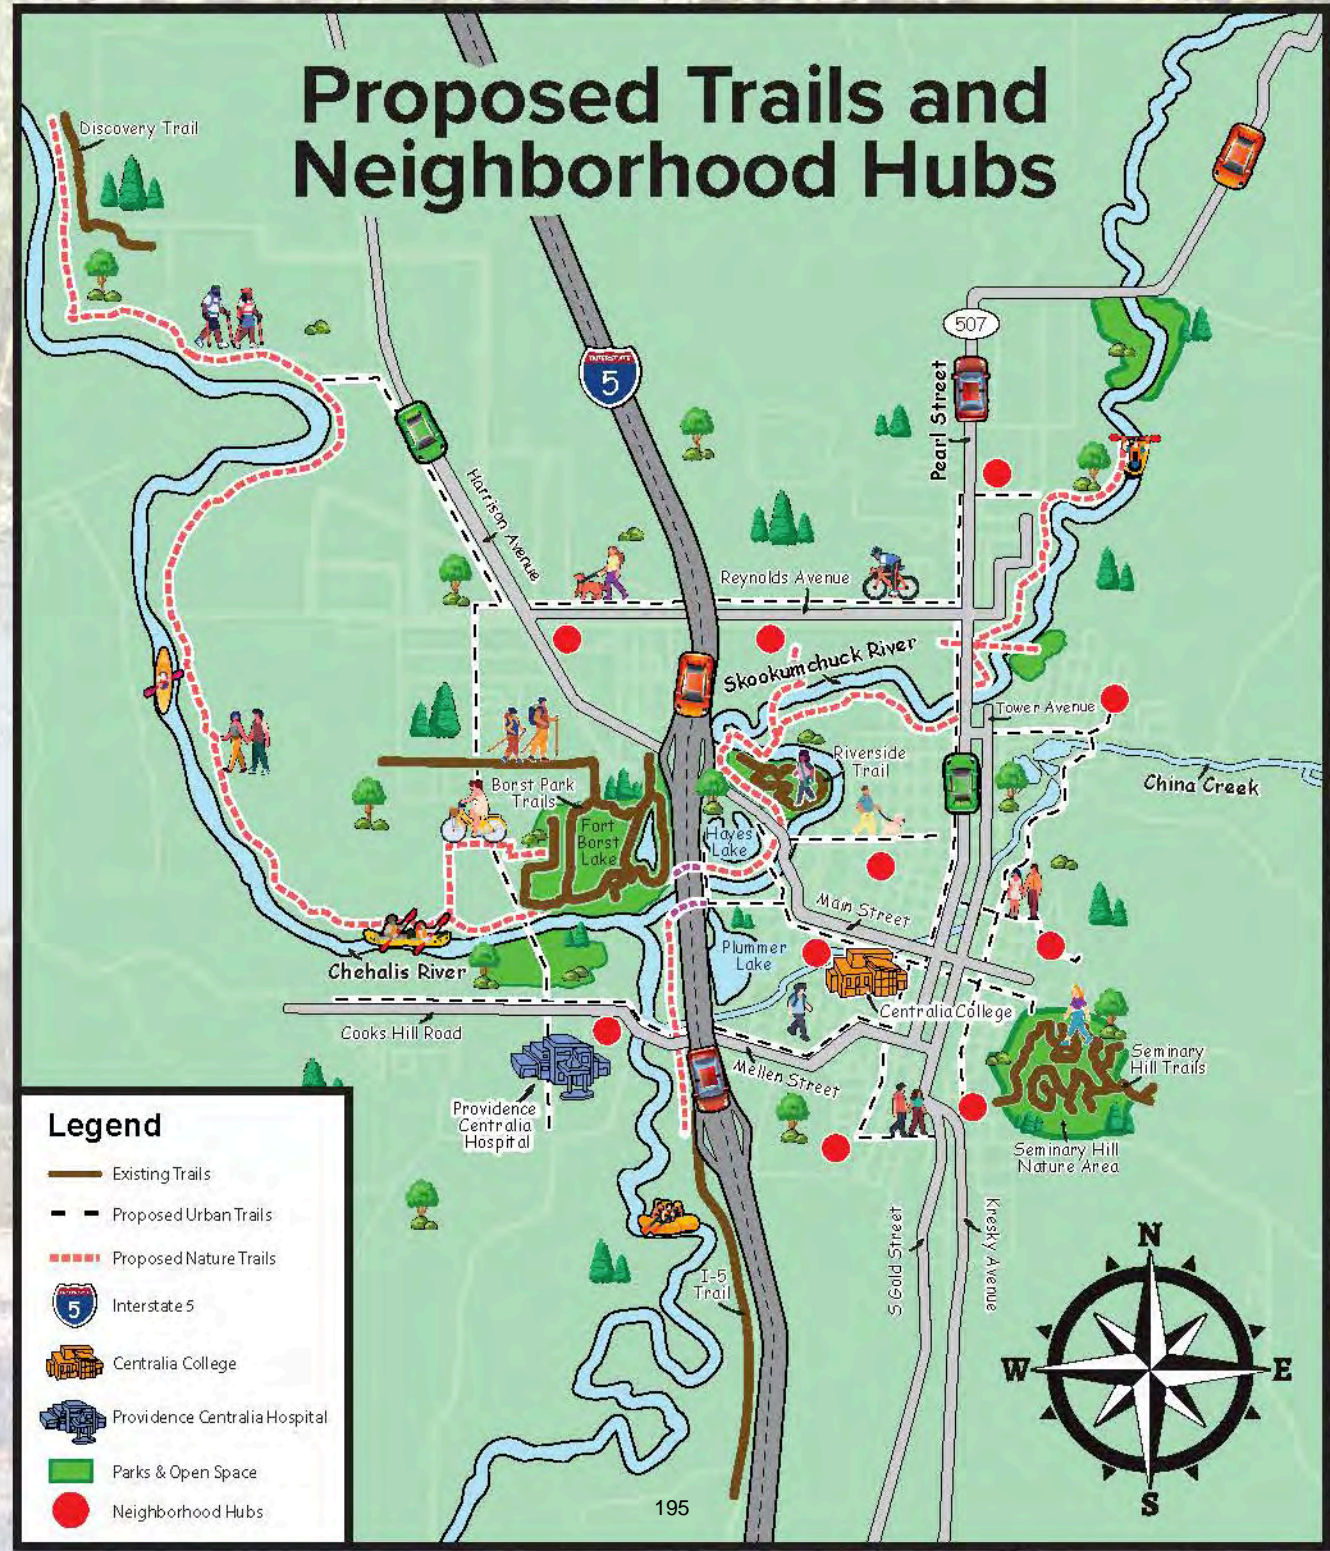 Proposed Trails and
Neighborhood Hubs
Discovery Trail
507
INTERSTATE
5
Pearl Street
Harrison Avenue
Reynolds Avenue
Skookumchuck River
Tower Avenue
Riverside
Trail
China Creek
Borst Park
Trails
Fort
Borst
Lake
Hayes
Lake
Main Street
Chehalis River
Plummer
Lake
Centralia College
Cooks Hill Road
Mellen Street
Seminary
Hill Trails
Providence
Centralia
Hospital
Seminary Hill
Nature Area
S Gold Street
Kresky Avenue
I-5
Trail
Legend
Existing Trails
Proposed Urban Trails
Proposed Nature Trails
INTERSTATE
5
Interstate 5
Centralia College
Providence Centralia Hospital
Parks & Open Space
Neighborhood Hubs
N
W
E
S
195